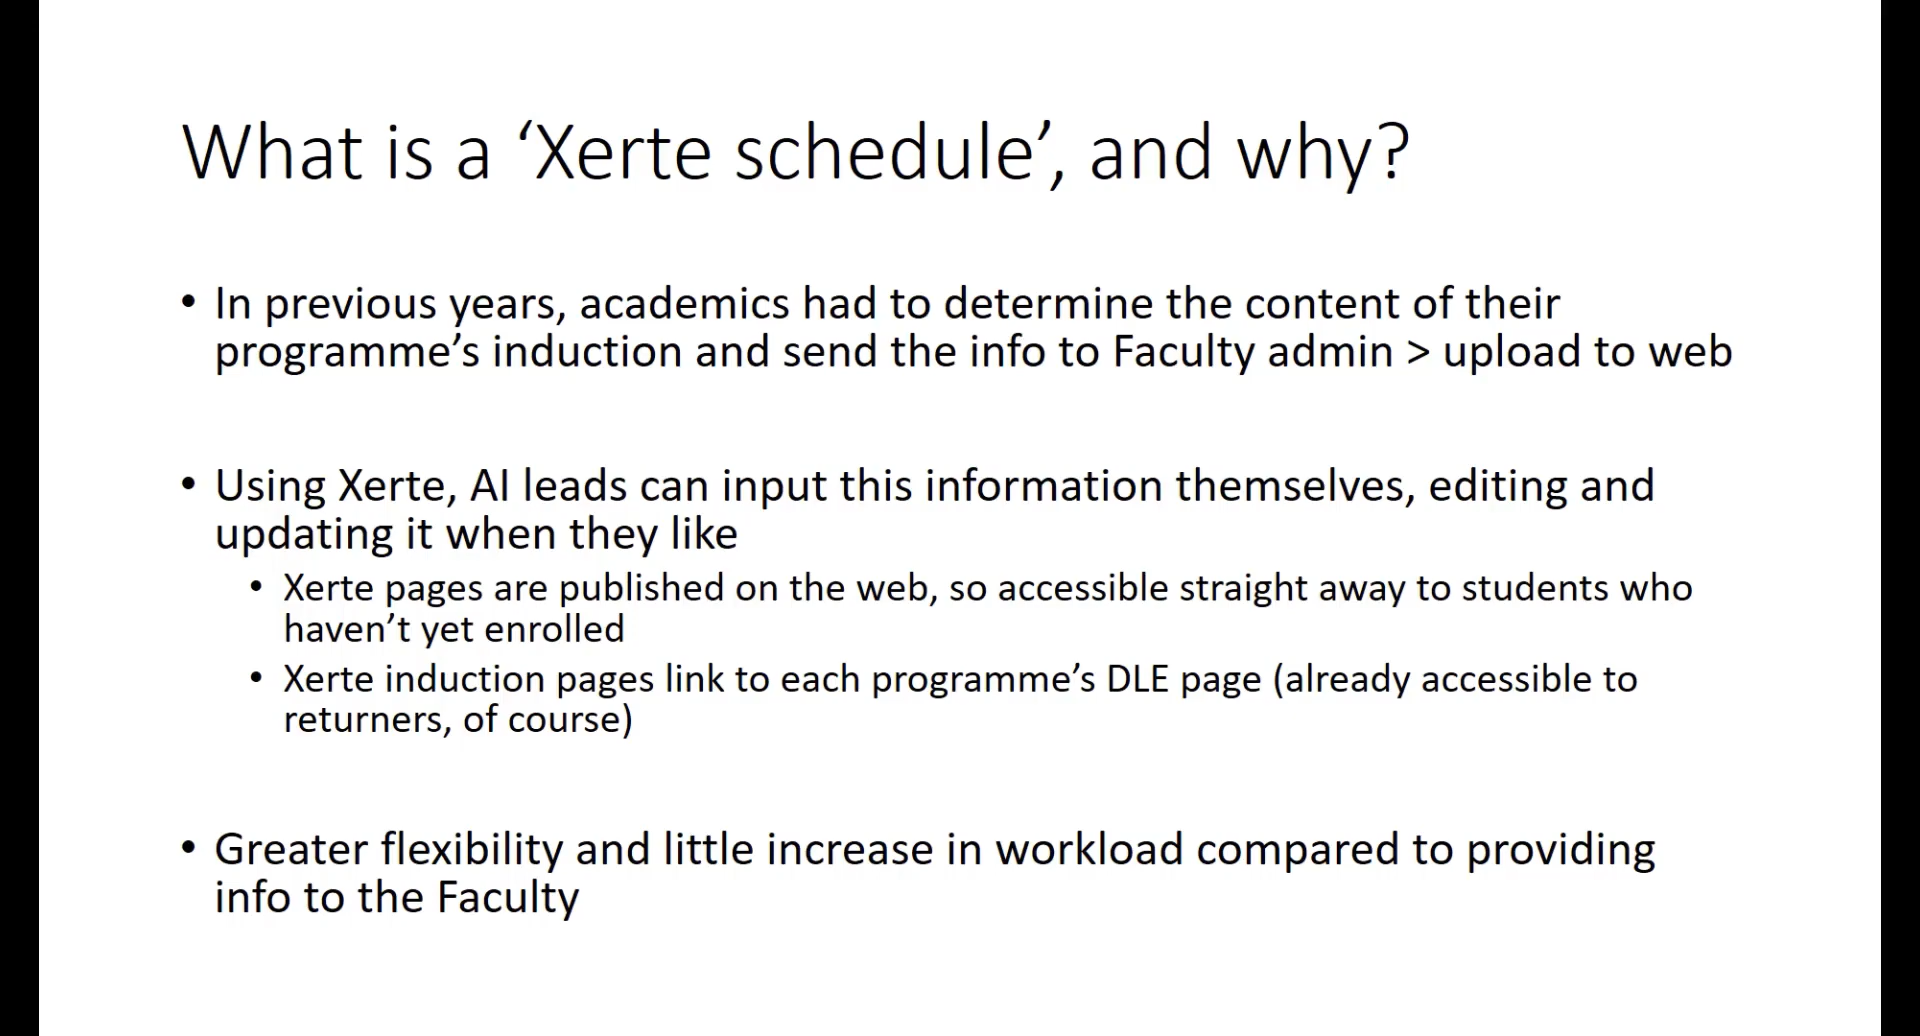 What is a ‘Xerte schedule’, and why?
• In previous years, academics had to determine the content of their
programme’s induction and send the info to Faculty admin > upload to web
• Using Xerte, AI leads can input this information themselves, editing and
updating it when they like
• Xerte pages are published on the web, so accessible straight away to students who
haven’t yet enrolled
• Xerte induction pages link to each programme’s DLE page (already accessible to
returners, of course)
• Greater flexibility and little increase in workload compared to providing
info to the Faculty